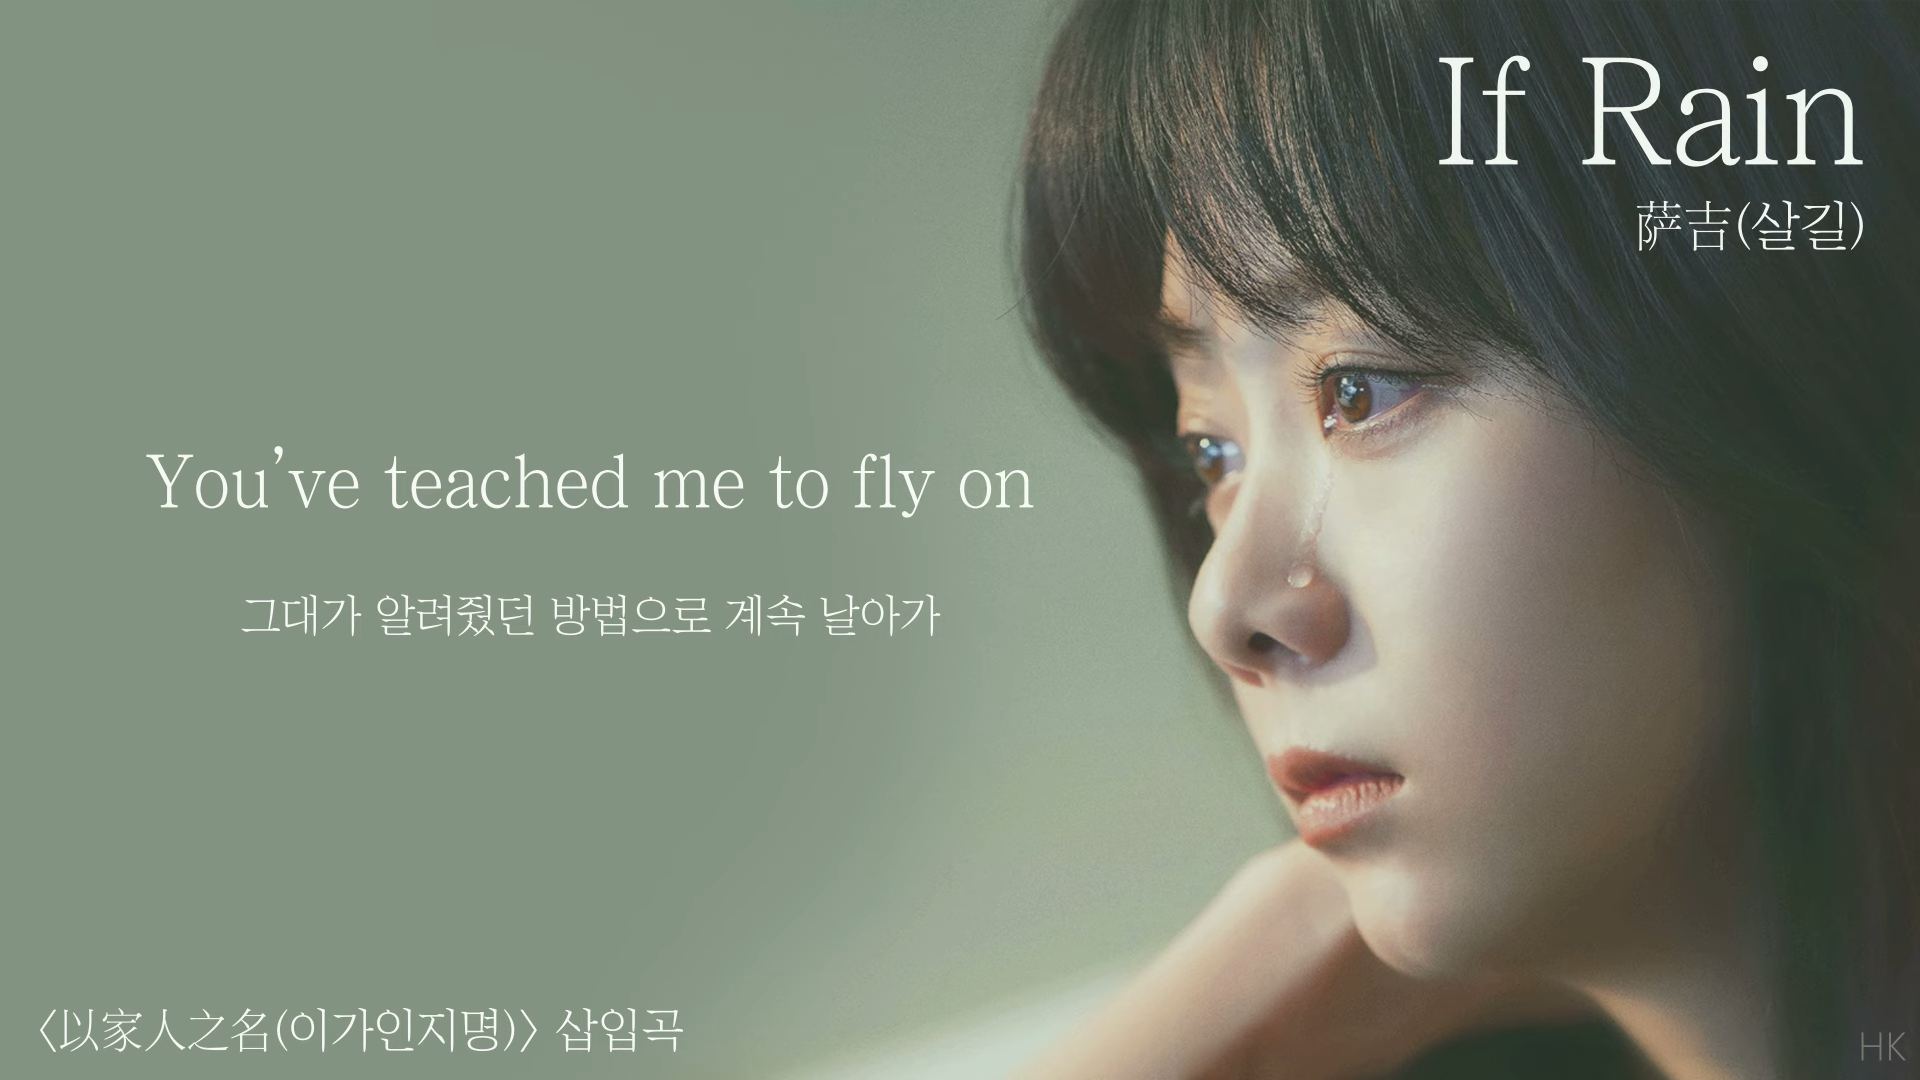 If Rain
萨吉(살길)
You’ve teached me to fly on
그대가 알려줬던 방법으로 계속 날아가
〈以家人之名(이가인지명)〉 삽입곡
HK